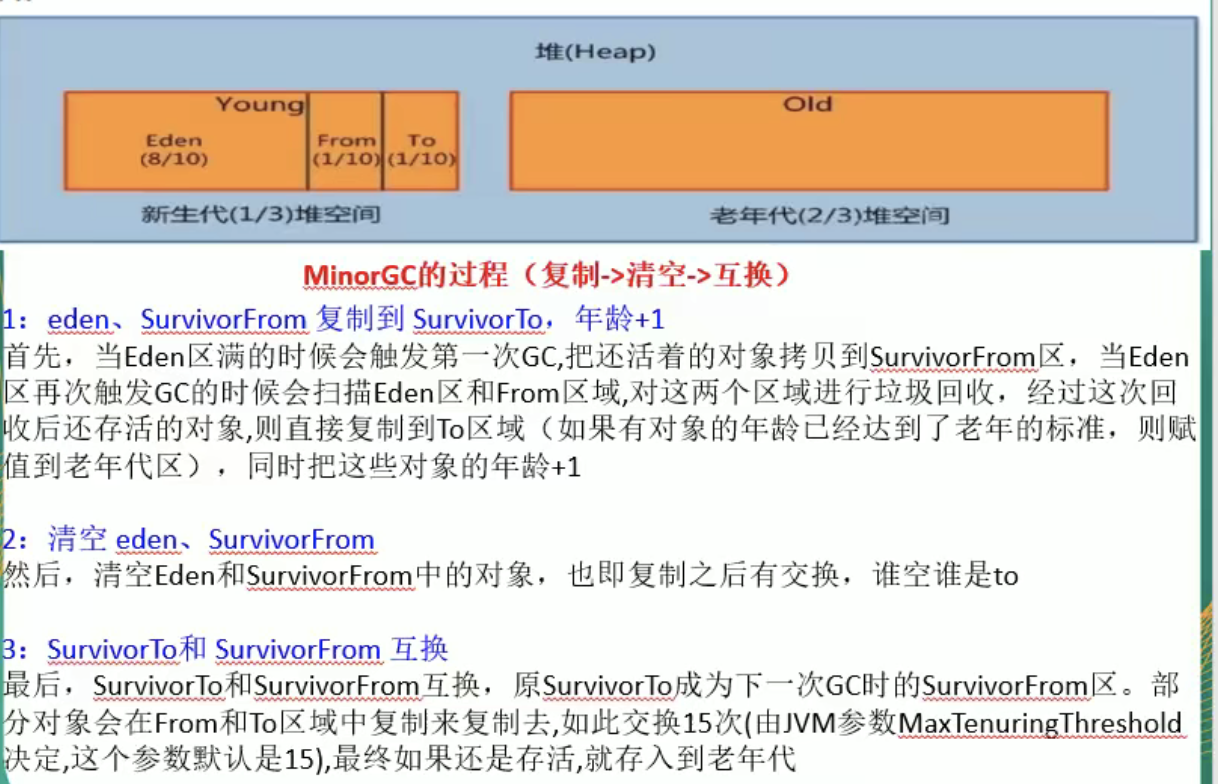 堆(Heap)
Young
Old
Eden
(8/10)
From
(1/10)
To
(1/10)
新生代(1/3)堆空间
老年代(2/3)堆空间
MinorGC的过程（复制->清空->互换）
1：eden、SurvivorFrom 复制到 SurvivorTo，年龄+1
首先，当Eden区满的时候会触发第一次GC,把还活着的对象拷贝到SurvivorFrom区，当Eden
区再次触发GC的时候会扫描Eden区和From区域,对这两个区域进行垃圾回收，经过这次回
收后还存活的对象,则直接复制到To区域（如果有对象的年龄已经达到了老年的标准，则赋
值到老年代区），同时把这些对象的年龄+1
2：清空 eden、SurvivorFrom
然后，清空Eden和SurvivorFrom中的对象，也即复制之后有交换，谁空谁是to
3：SurvivorTo和 SurvivorFrom 互换
最后，SurvivorTo和SurvivorFrom互换，原SurvivorTo成为下一次GC时的SurvivorFrom区。部
分对象会在From和To区域中复制来复制去,如此交换15次(由JVM参数MaxTenuringThreshold
决定,这个参数默认是15),最终如果还是存活,就存入到老年代